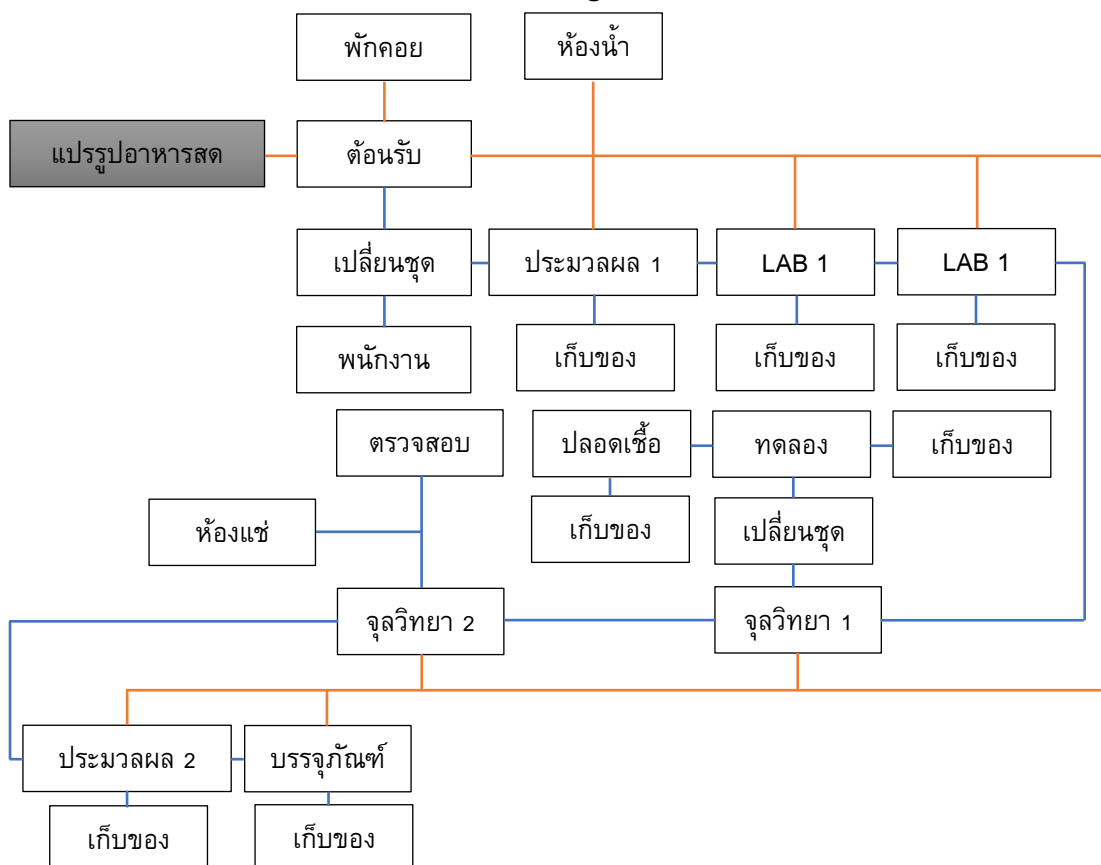 พักคอย
ห้องน้ำ
แปรรูปอาหารสด
ต้อนรับ
เปลี่ยนชุด
ประมวลผล 1
LAB 1
LAB 1
พนักงาน
เก็บของ
เก็บของ
เก็บของ
ตรวจสอบ
ปลอดเชื้อ
ทดลอง
เก็บของ
ห้องแช่
เก็บของ
เปลี่ยนชุด
จุลวิทยา 2
จุลวิทยา 1
ประมวลผล 2
บรรจุภัณฑ์
เก็บของ
เก็บของ